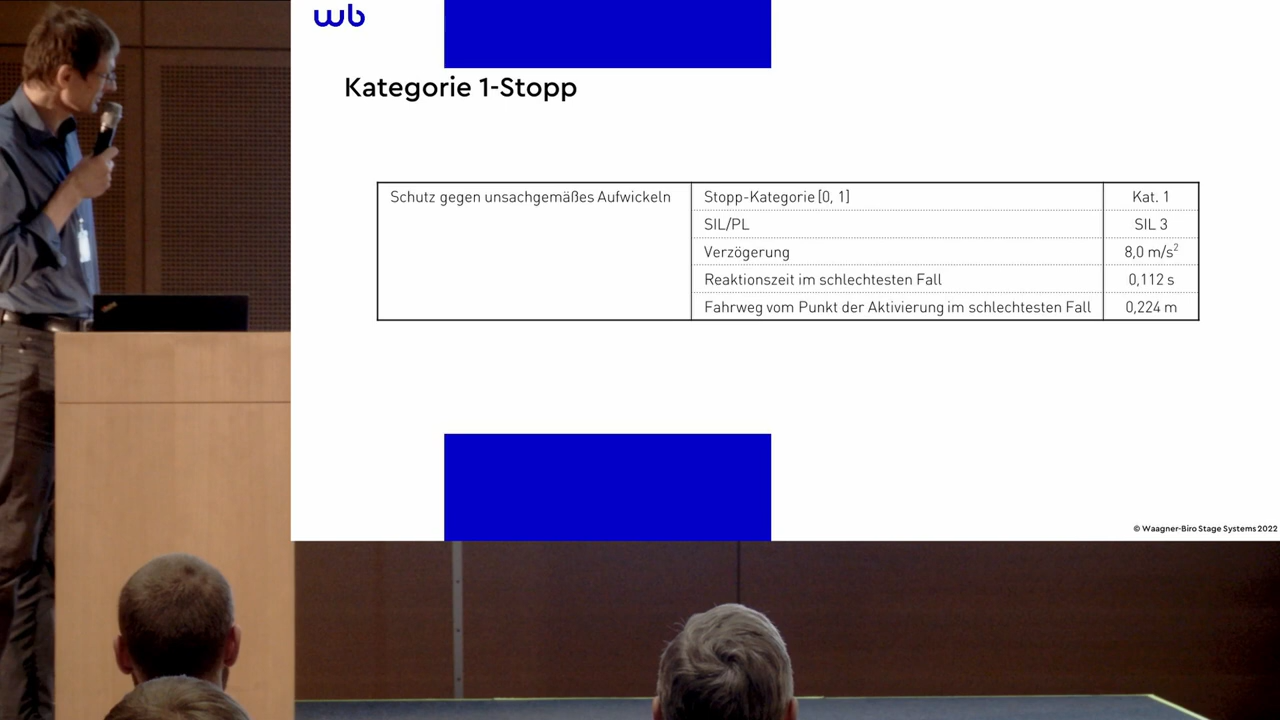 wb
Kategorie 1-Stopp
Schutz gegen unsachgemäßes Aufwickeln
Stopp-Kategorie [0, 1]
Kat. 1
SIL/PL
SIL 3
Verzögerung
8,0 m/s²
Reaktionszeit im schlechtesten Fall
0,112 s
Fahrweg vom Punkt der Aktivierung im schlechtesten Fall
0,224 m
© Waagner-Biro Stage Systems 2022